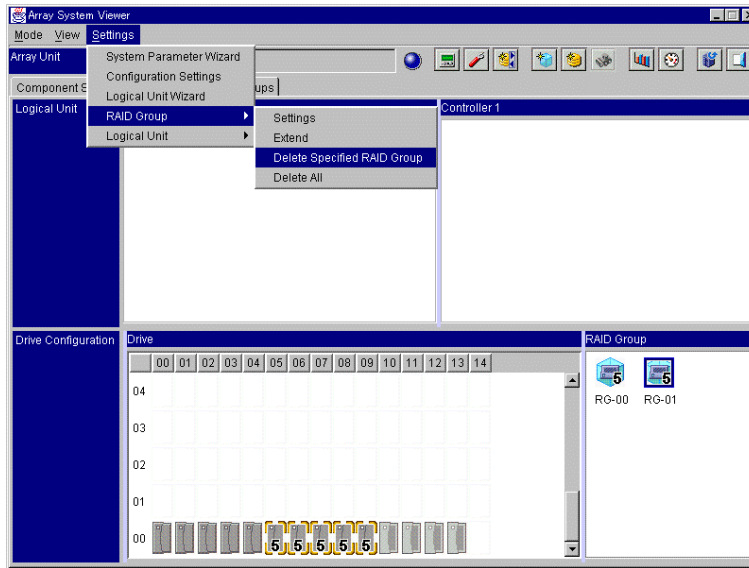 Array System Viewer
Mode View Settings
Array Unit
System Parameter Wizard
Configuration Settings
Logical Unit Wizard
RAID Group
Logical Unit
Settings
Extend
Delete Specified RAID Group
Delete All
Component S
ups
Logical Unit
Controller 1
Drive Configuration
Drive
00 01 02 03 04 05 06 07 08 09 10 11 12 13 14
04
03
02
01
00
5 5 5 5 5
RAID Group
5 5
RG-00 RG-01